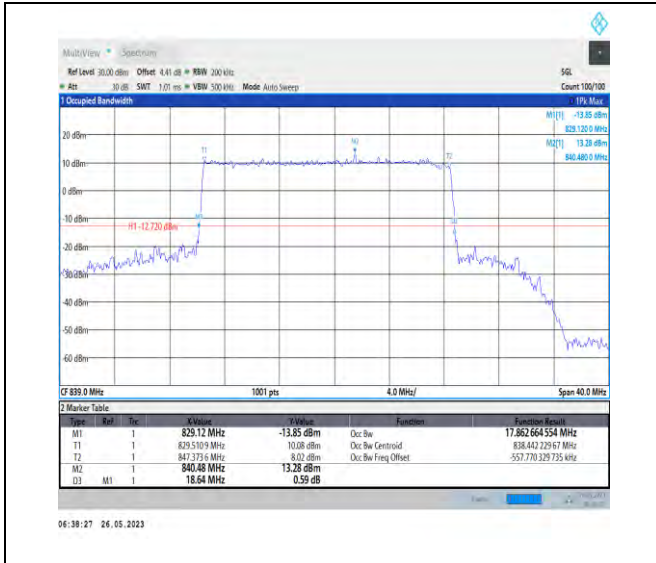 MultiView Spectrum
Ref Level 30.00 dBm Offset 4.41 dB RBW 200 kHz SGL
Att 30 dB SWT 1.01 ms VBW 500 kHz Mode Auto Sweep Count 100/100
1 Occupied Bandwidth 1Pk Max
M1[1] -13.85 dBm
829.120 0 MHz
M2[1] 13.28 dBm
840.480 0 MHz
20 dBm
M2
T1
T2
10 dBm
0 dBm
-10 dBm
M1
H1 -12.720 dBm
-20 dBm
-30 dBm
-40 dBm
-50 dBm
-60 dBm
CF 839.0 MHz 1001 pts 4.0 MHz/ Span 40.0 MHz
2 Marker Table
Type Ref Trc X-Value Y-Value Function Function Result
M1 1 829.12 MHz -13.85 dBm Occ Bw 17.862 664 554 MHz
T1 1 829.510 9 MHz 10.08 dBm Occ Bw Centroid 838.442 229 67 MHz
T2 1 847.373 6 MHz 8.02 dBm Occ Bw Freq Offset -557.770 329 735 kHz
M2 1 840.48 MHz 13.28 dBm
D3 M1 1 18.64 MHz 0.59 dB
06:38:27 26.05.2023